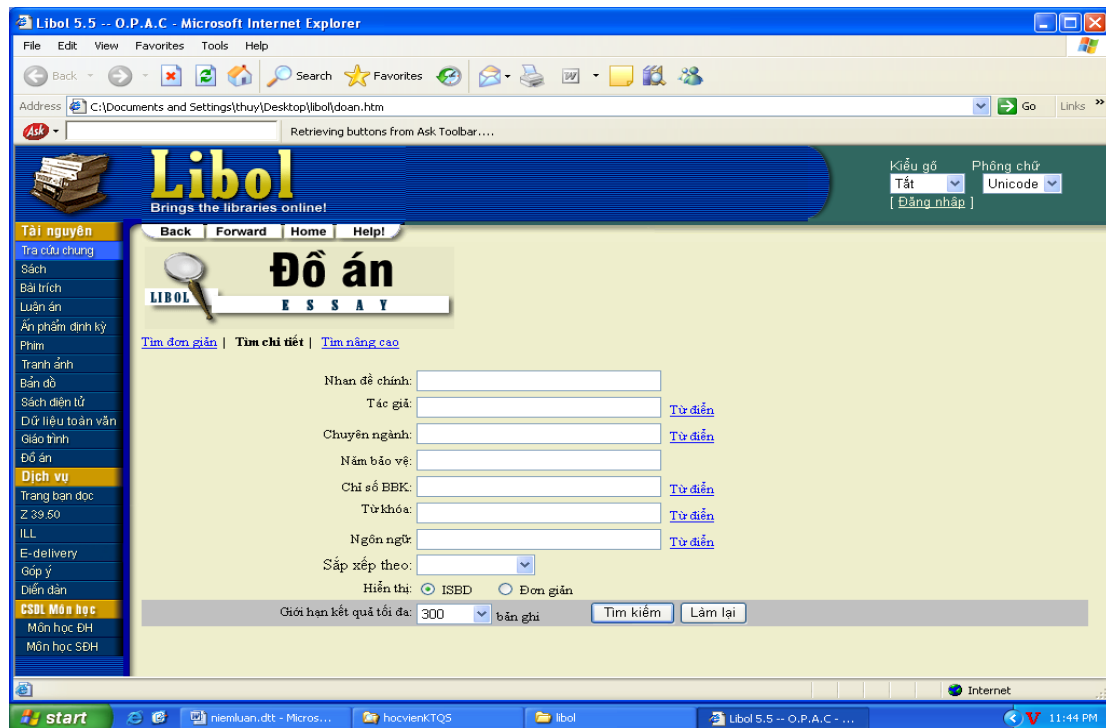 Libol 5.5 -- O.P.A.C - Microsoft Internet Explorer
File Edit View Favorites Tools Help
Back Search Favorites
Address C:\Documents and Settings\thuy\Desktop\libol\doan.htm Go Links »
Ask Retrieving buttons from Ask Toolbar....
Libol
Brings the libraries online!
Kiểu gõ Phông chữ
Tắt Unicode
[ Đăng nhập ]
Tài nguyên
Tra cứu chung
Sách
Bài trích
Luận án
Ấn phẩm định kỳ
Phim
Tranh ảnh
Bản đồ
Sách điện tử
Dữ liệu toàn văn
Giáo trình
Đồ án
Dịch vụ
Trang bạn đọc
Z 39.50
ILL
E-delivery
Góp ý
Diễn đàn
CSDL Môn học
Môn học ĐH
Môn học SĐH
Back Forward Home Help!
LIBOL
Đồ án
ESSAY
Tìm đơn giản | Tìm chi tiết | Tìm nâng cao
Nhan đề chính:
Tác giả: Từ điển
Chuyên ngành: Từ điển
Năm bảo vệ:
Chỉ số BBK: Từ điển
Từ khóa: Từ điển
Ngôn ngữ: Từ điển
Sắp xếp theo:
Hiển thị: ISBD Đơn giản
Giới hạn kết quả tối đa: 300 bản ghi Tìm kiếm Làm lại
Internet
start niemluan.dtt - Micros... hocvienKTQS libol Libol 5.5 -- O.P.A.C - ... V 11:44 PM